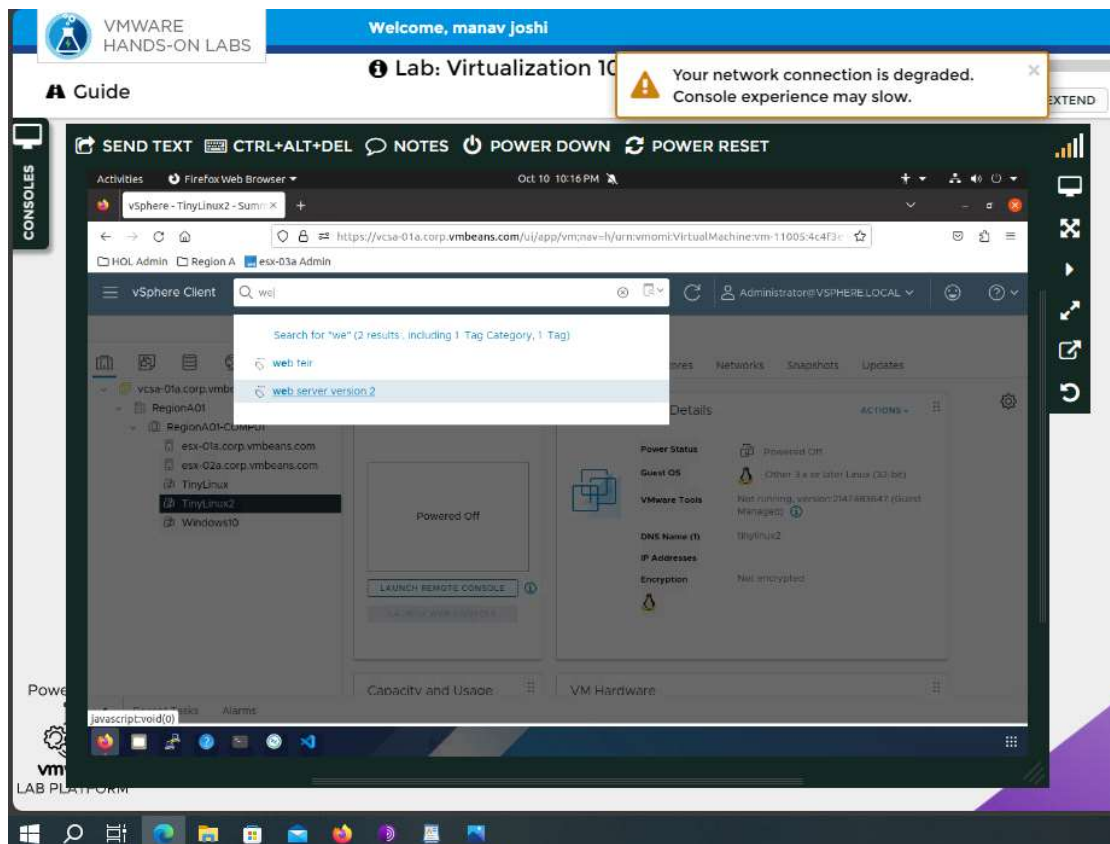 VMWARE
HANDS-ON LABS
Welcome, manav joshi
Guide
Lab: Virtualization 10
Your network connection is degraded.
Console experience may slow.
×
EXTEND
CONSOLES
SEND TEXT CTRL+ALT+DEL NOTES POWER DOWN POWER RESET
Activities Firefox Web Browser Oct 10 10:16 PM
vSphere - TinyLinux2 - Summ × +
https://vcsa-01a.corp.vmbeans.com/ui/app/vm;nav=h/urn:vmomi:VirtualMachine:vm-11005:4c4f3
HOL Admin Region A esx-03a Admin
vSphere Client we Administrator@VSPHERE.LOCAL
Search for "we" (2 results, including 1 Tag Category, 1 Tag)
web teir
web server version 2
Networks Snapshots Updates
vcsa-01a.corp.vmbe
RegionA01
RegionA01-COMP01
esx-01a.corp.vmbeans.com
esx-02a.corp.vmbeans.com
TinyLinux
TinyLinux2
Windows10
Powered Off
LAUNCH REMOTE CONSOLE
LAUNCH WEB CONSOLE
Details ACTIONS
Power Status Powered Off
Guest OS Other 3.x or later Linux (32-bit)
VMware Tools Not running, version:2147483647 (Guest
Managed)
DNS Name (1) tinylinux2
IP Addresses
Encryption Not encrypted
Capacity and Usage VM Hardware
Recent Tasks Alarms
javascript:void(0)
Powe
vm
LAB PLATFORM